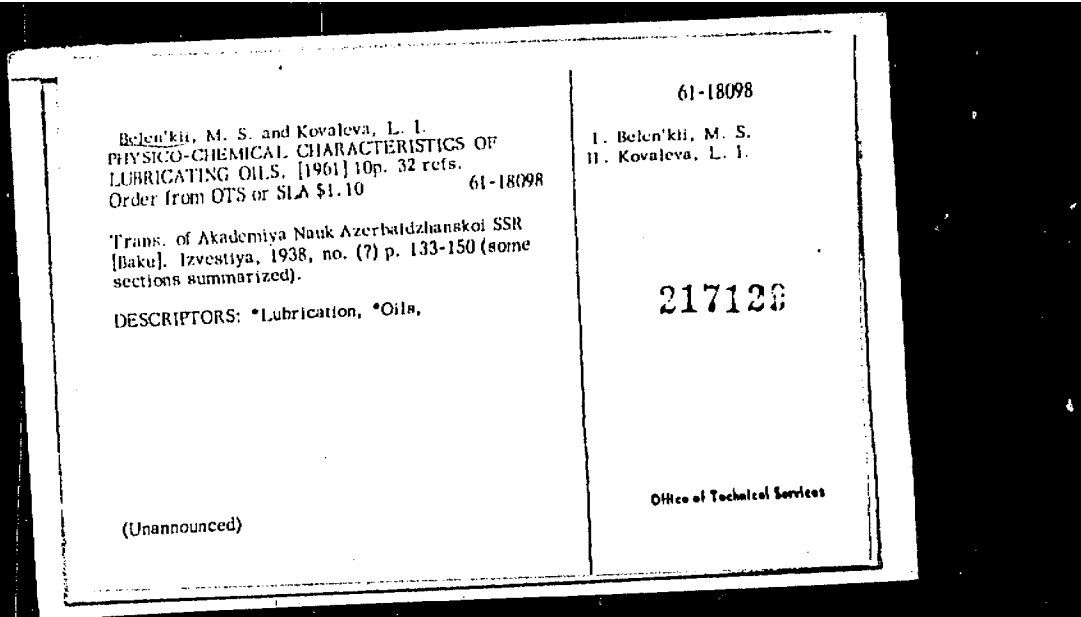 Belen'kii, M. S. and Kovaleva, L. I.
PHYSICO-CHEMICAL CHARACTERISTICS OF
LUBRICATING OILS. [1961] 10p. 32 refs.
Order from OTS or SLA $1.10 61-18098
Trans. of Akademiya Nauk Azerbaidzhanskoi SSR
[Baku]. Izvestiya, 1938, no. (7) p. 133-150 (some
sections summarized).
DESCRIPTORS: *Lubrication, *Oils,
(Unannounced)
61-18098
I. Belen'kii, M. S.
II. Kovaleva, L. I.
Office of Technical Services